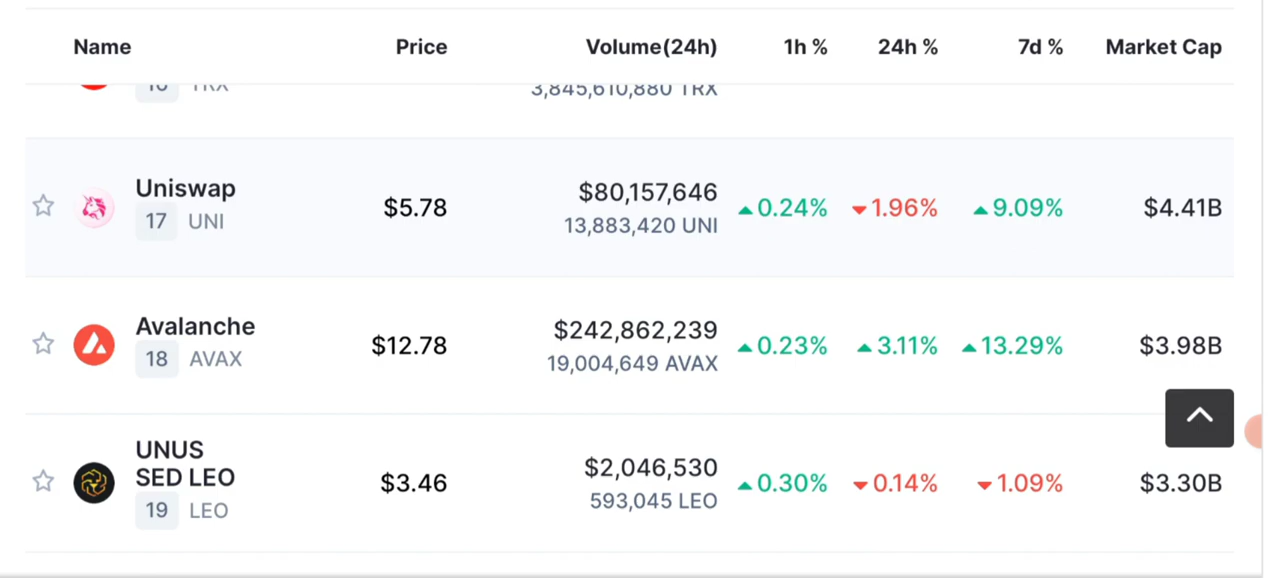 Name Price Volume(24h) 1h % 24h % 7d % Market Cap
16 TRX 3,845,610,880 TRX
Uniswap
17 UNI
$5.78
$80,157,646
13,883,420 UNI
0.24% 1.96% 9.09% $4.41B
Avalanche
18 AVAX
$12.78
$242,862,239
19,004,649 AVAX
0.23% 3.11% 13.29% $3.98B
UNUS
SED LEO
19 LEO
$3.46
$2,046,530
593,045 LEO
0.30% 0.14% 1.09% $3.30B